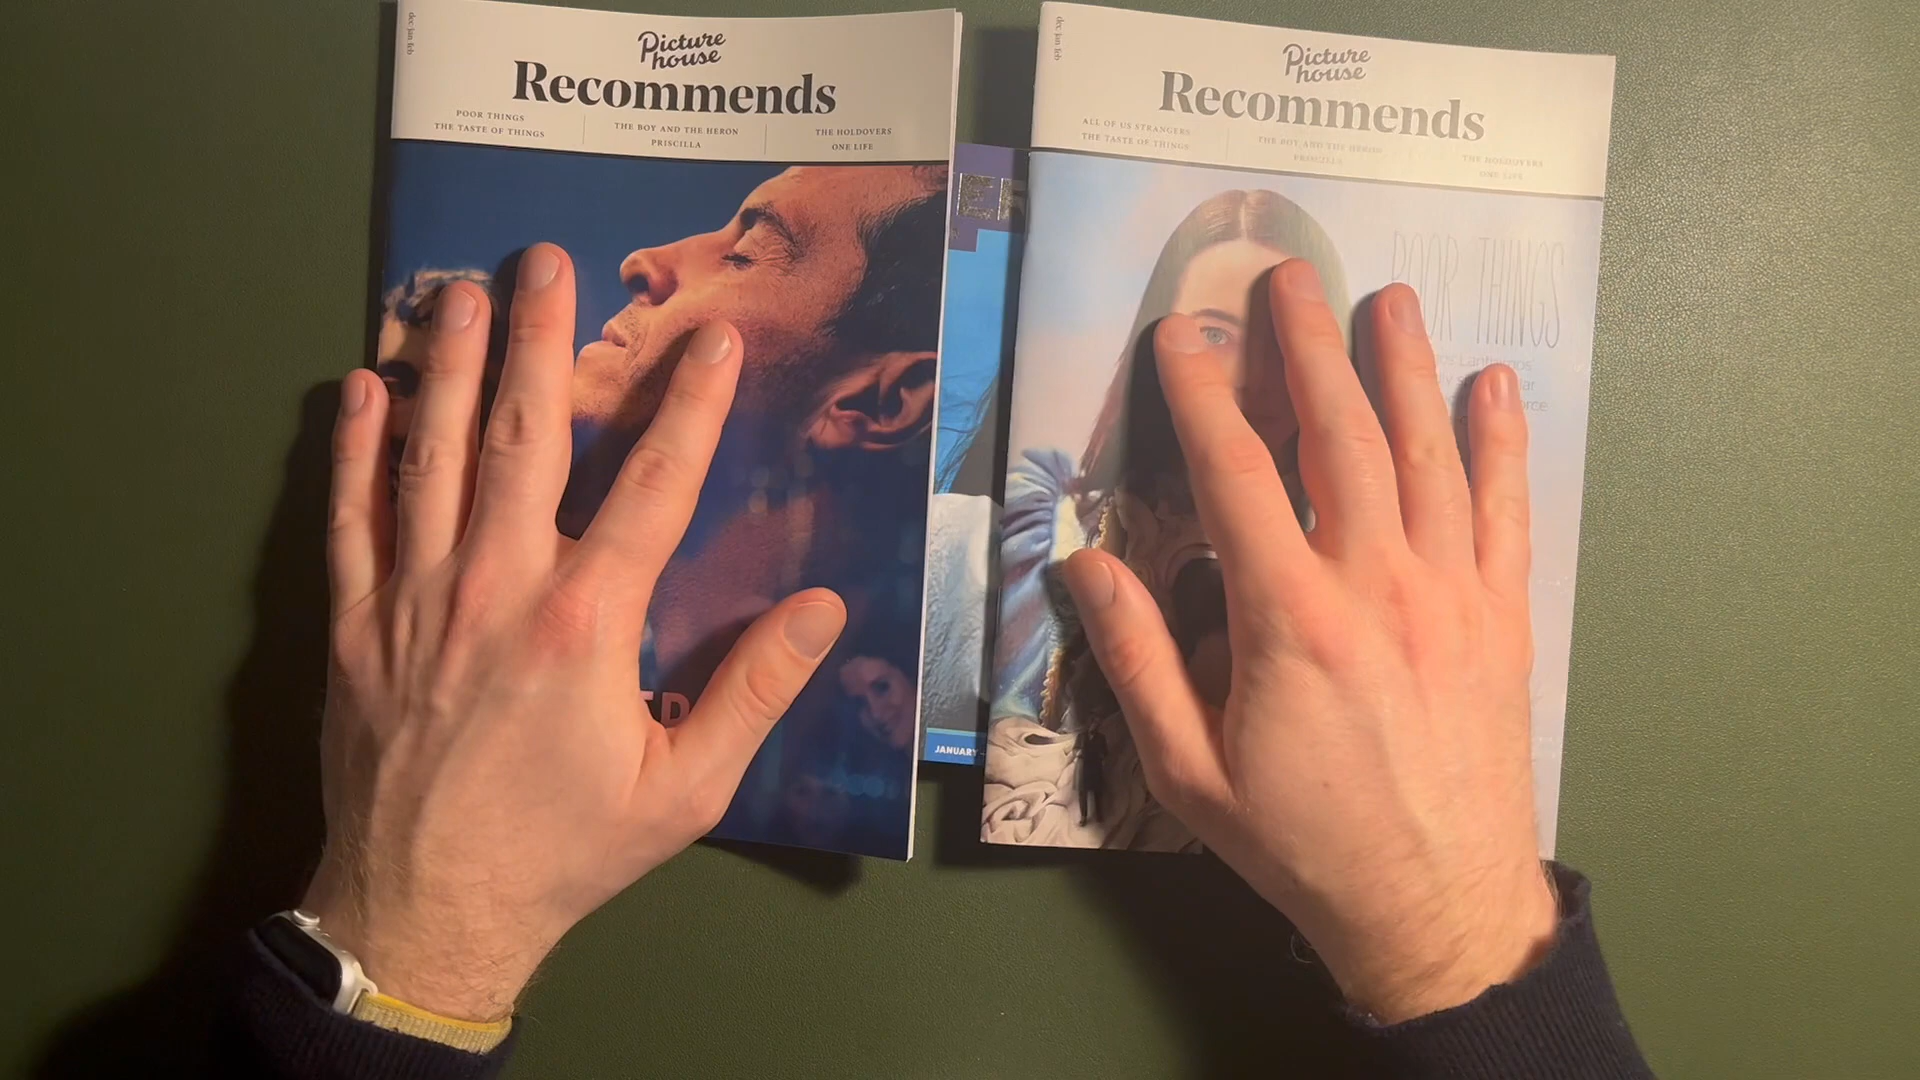 dec jan feb
Picture
house
Recommends
POOR THINGS
THE TASTE OF THINGS
THE BOY AND THE HERON
PRISCILLA
THE HOLDOVERS
ONE LIFE
dec jan feb
Picture
house
Recommends
ALL OF US STRANGERS
THE TASTE OF THINGS
THE BOY AND THE HERON
PRISCILLA
THE HOLDOVERS
ONE LIFE
POOR THINGS
JANUARY